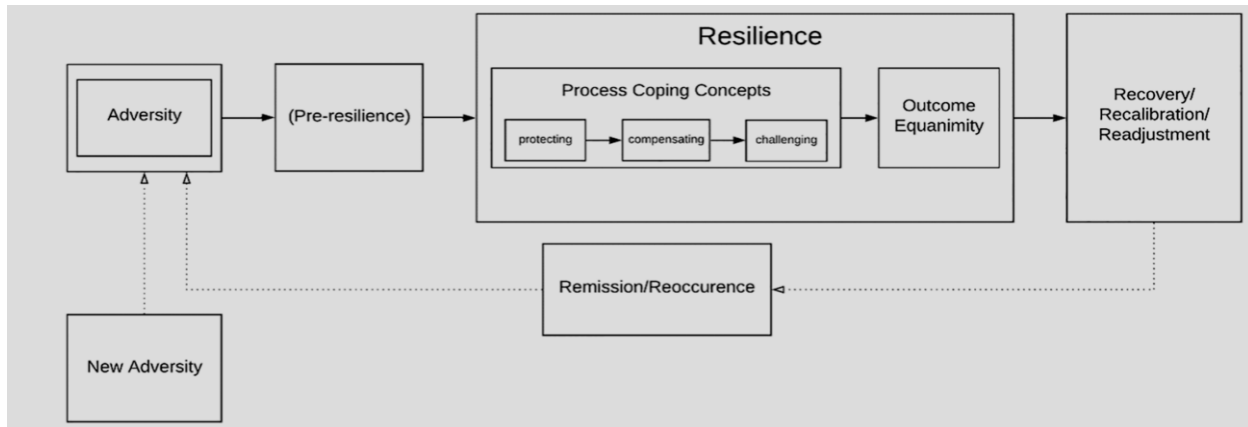 Resilience
Adversity
(Pre-resilience)
Process Coping Concepts
protecting
compensating
challenging
Outcome
Equanimity
Recovery/
Recalibration/
Readjustment
Remission/Reoccurence
New Adversity